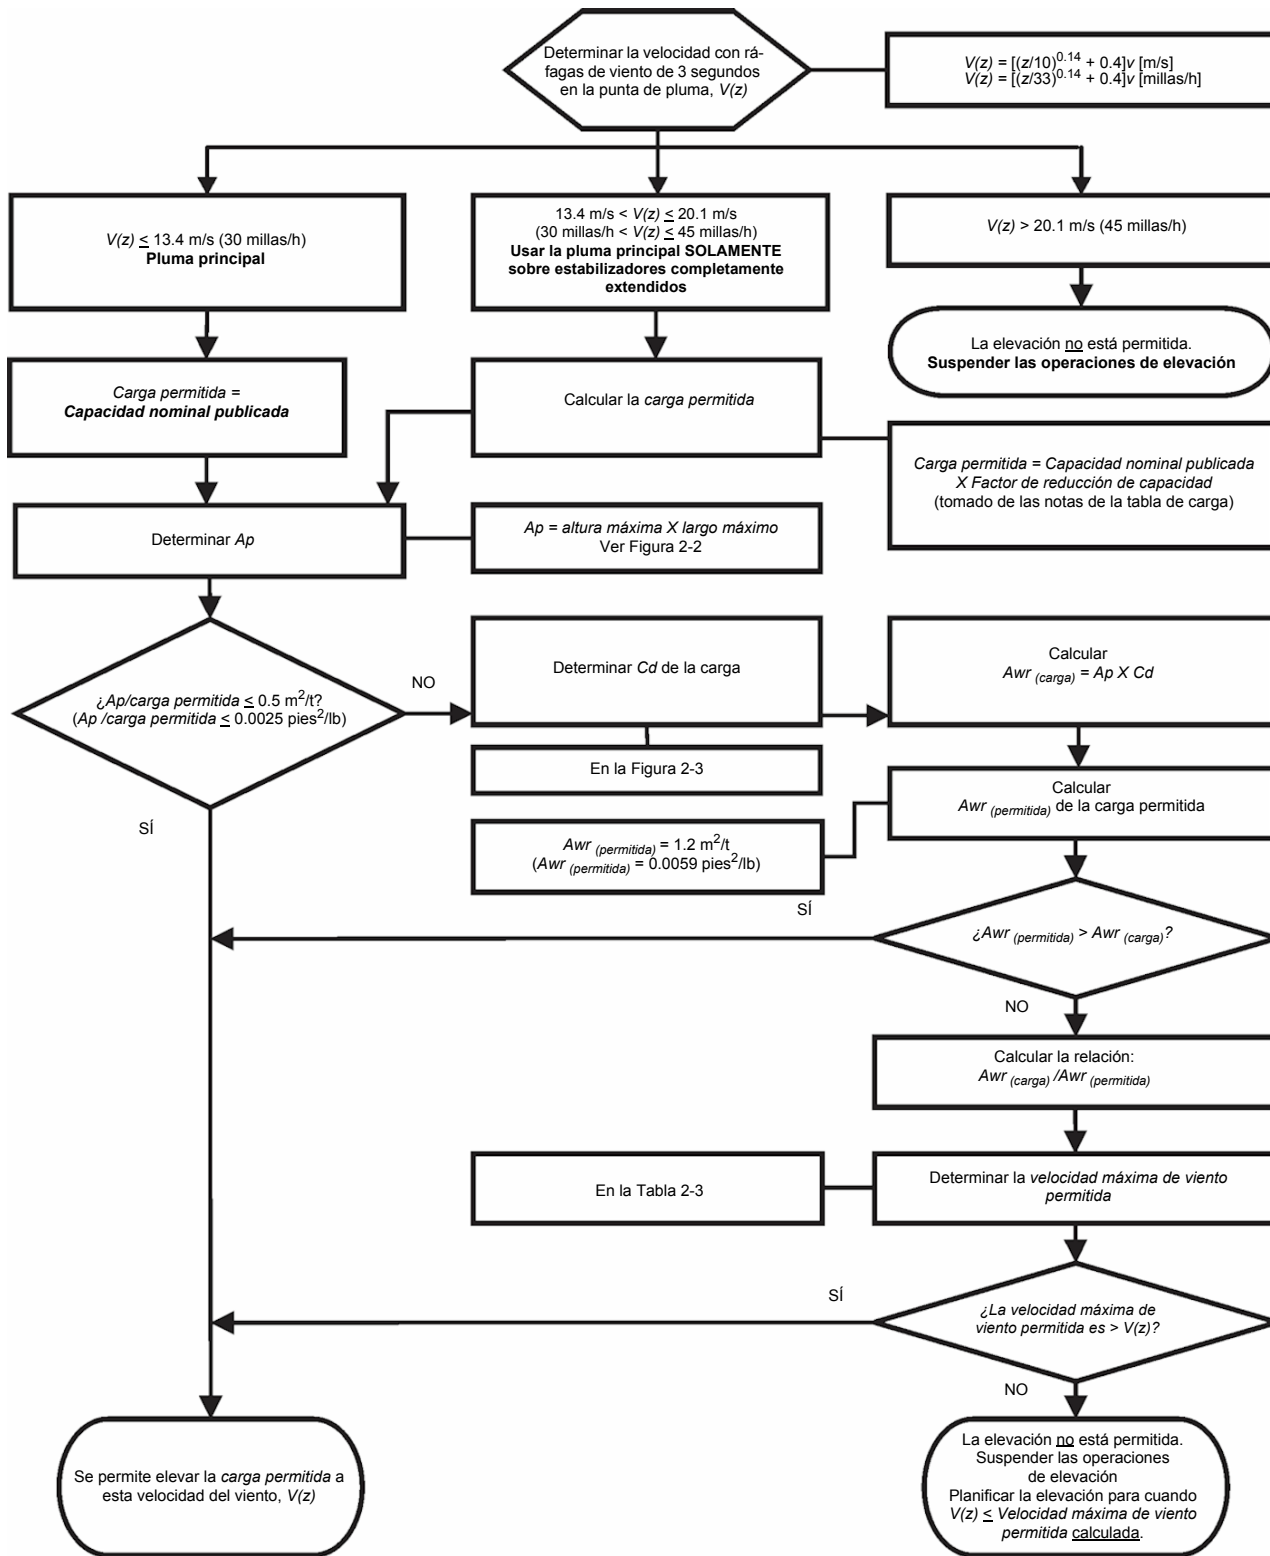 Determinar la velocidad con rá-
fagas de viento de 3 segundos
en la punta de pluma, V(z)
V(z) = [(z/10)^0.14 + 0.4]v [m/s]
V(z) = [(z/33)^0.14 + 0.4]v [millas/h]
V(z) ≤ 13.4 m/s (30 millas/h)
Pluma principal
13.4 m/s < V(z) ≤ 20.1 m/s
(30 millas/h < V(z) ≤ 45 millas/h)
Usar la pluma principal SOLAMENTE
sobre estabilizadores completamente
extendidos
V(z) > 20.1 m/s (45 millas/h)
La elevación no está permitida.
Suspender las operaciones de elevación
Carga permitida =
Capacidad nominal publicada
Calcular la carga permitida
Carga permitida = Capacidad nominal publicada
X Factor de reducción de capacidad
(tomado de las notas de la tabla de carga)
Determinar Ap
Ap = altura máxima X largo máximo
Ver Figura 2-2
¿Ap/carga permitida ≤ 0.5 m²/t?
(Ap /carga permitida ≤ 0.0025 pies²/lb)
NO
Determinar Cd de la carga
Calcular
Awr (carga) = Ap X Cd
En la Figura 2-3
Calcular
Awr (permitida) de la carga permitida
SÍ
Awr (permitida) = 1.2 m²/t
(Awr (permitida) = 0.0059 pies²/lb)
SÍ
¿Awr (permitida) > Awr (carga)?
NO
Calcular la relación:
Awr (carga) /Awr (permitida)
En la Tabla 2-3
Determinar la velocidad máxima de viento
permitida
SÍ
¿La velocidad máxima de
viento permitida es > V(z)?
NO
Se permite elevar la carga permitida a
esta velocidad del viento, V(z)
La elevación no está permitida.
Suspender las operaciones
de elevación
Planificar la elevación para cuando
V(z) ≤ Velocidad máxima de viento
permitida calculada.